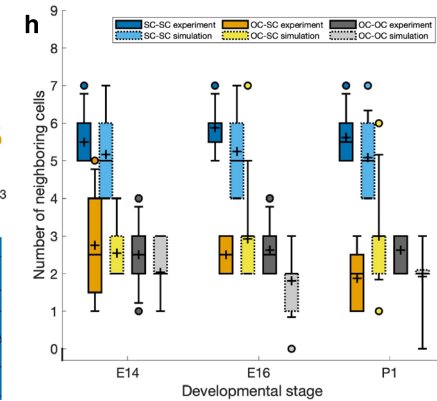 h
SC-SC experiment OC-SC experiment OC-OC experiment
SC-SC simulation OC-SC simulation OC-OC simulation
Number of neighboring cells
9
8
7
6
5
4
3
2
1
0
3
E14 E16 P1
Developmental stage